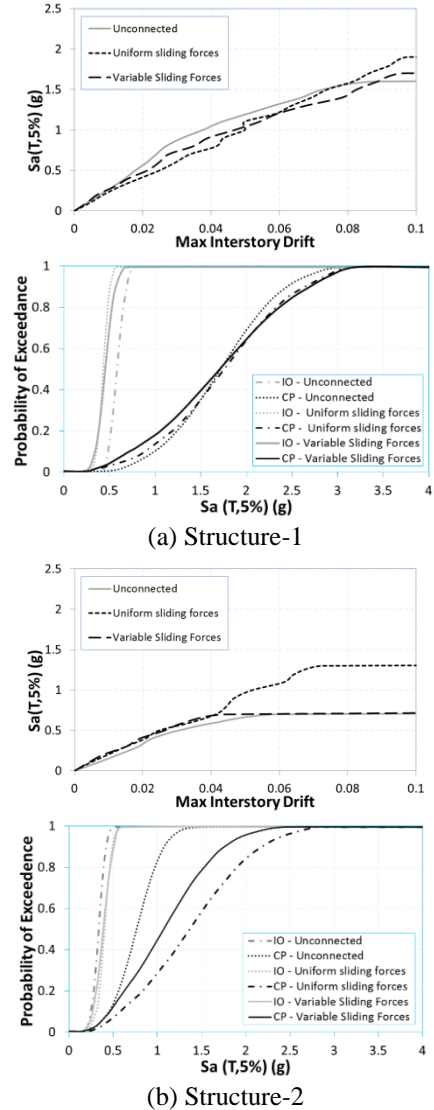 2.5
2
1.5
1
0.5
0
Sa(T,5%) (g)
Unconnected
Uniform sliding forces
Variable Sliding Forces
0 0.02 0.04 0.06 0.08 0.1
Max Interstory Drift
1
0.8
0.6
0.4
0.2
0
Probability of Exceedance
IO - Unconnected
CP - Unconnected
IO - Uniform sliding forces
CP - Uniform sliding forces
IO - Variable Sliding Forces
CP - Variable Sliding Forces
0 0.5 1 1.5 2 2.5 3 3.5 4
Sa (T,5%) (g)
(a) Structure-1
2.5
2
1.5
1
0.5
0
Sa(T,5%) (g)
Unconnected
Uniform sliding forces
Variable Sliding Forces
0 0.02 0.04 0.06 0.08 0.1
Max Interstory Drift
1
0.8
0.6
0.4
0.2
0
Probability of Exceedence
IO - Unconnected
CP - Unconnected
IO - Uniform sliding forces
CP - Uniform sliding forces
IO - Variable Sliding Forces
CP - Variable Sliding Forces
0 0.5 1 1.5 2 2.5 3 3.5 4
Sa (T,5%) (g)
(b) Structure-2